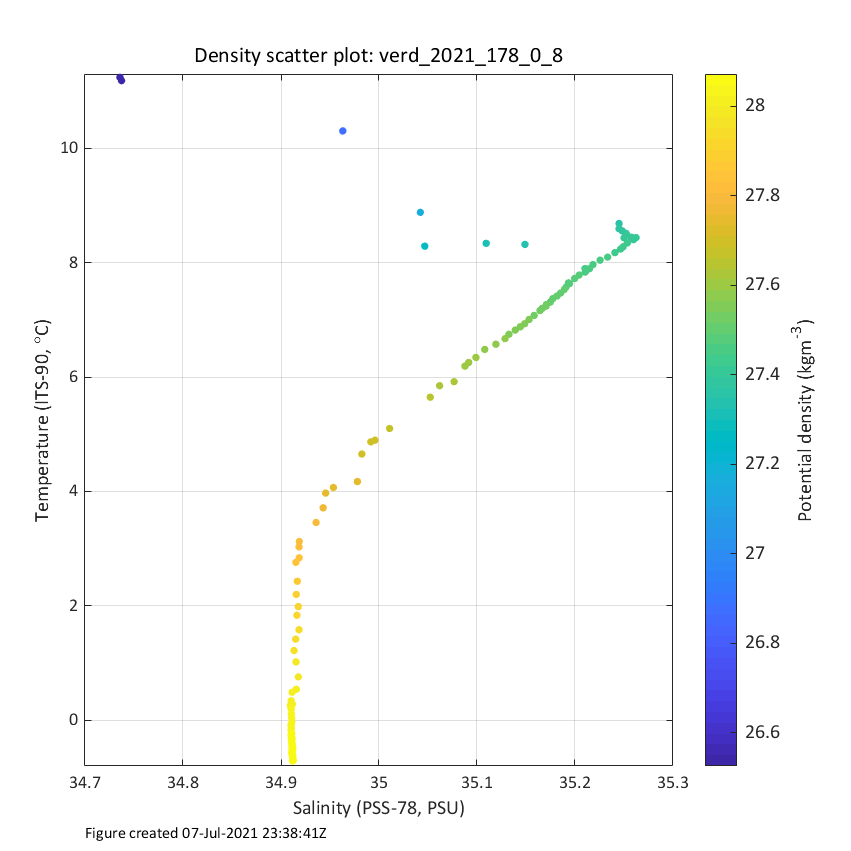 Density scatter plot: verd_2021_178_0_8
10
8
6
4
2
0
Temperature (ITS-90, °C)
34.7 34.8 34.9 35 35.1 35.2 35.3
Salinity (PSS-78, PSU)
28
27.8
27.6
27.4
27.2
27
26.8
26.6
Potential density (kgm⁻³)
Figure created 07-Jul-2021 23:38:41Z